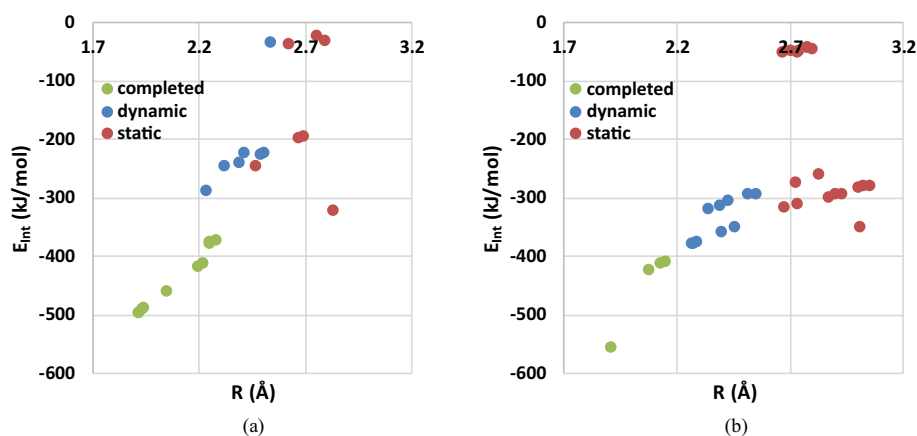 0
1.7 2.2 2.7 3.2
-100
completed
dynamic
static
-200
-300
-400
-500
-600
E_Int (kJ/mol)
R (Å)
(a)
0
1.7 2.2 2.7 3.2
-100
completed
dynamic
static
-200
-300
-400
-500
-600
E_Int (kJ/mol)
R (Å)
(b)